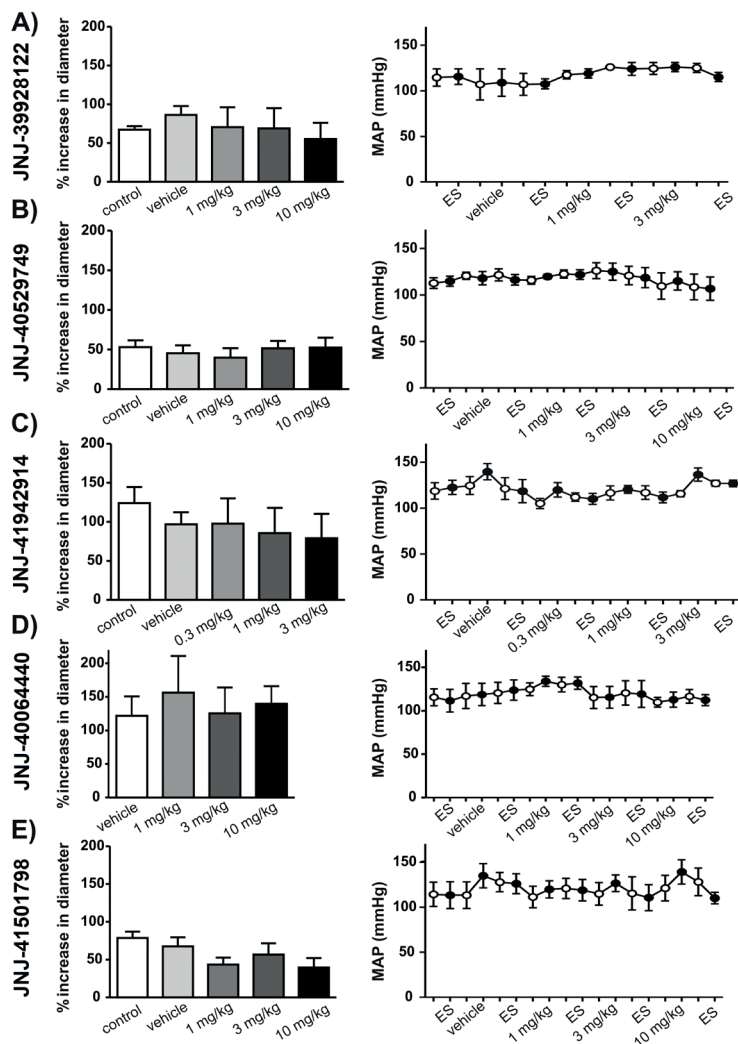 A)
JNJ-39928122
% increase in diameter
200
150
100
50
0
control
vehicle
1 mg/kg
3 mg/kg
10 mg/kg
MAP (mmHg)
150
100
50
0
ES
vehicle
ES
1 mg/kg
ES
3 mg/kg
ES
B)
JNJ-40529749
% increase in diameter
200
150
100
50
0
control
vehicle
1 mg/kg
3 mg/kg
10 mg/kg
MAP (mmHg)
150
100
50
0
ES
vehicle
ES
1 mg/kg
ES
3 mg/kg
ES
10 mg/kg
ES
C)
JNJ-41942914
% increase in diameter
200
150
100
50
0
control
vehicle
0.3 mg/kg
1 mg/kg
3 mg/kg
MAP (mmHg)
150
100
50
0
ES
vehicle
ES
0.3 mg/kg
ES
1 mg/kg
ES
3 mg/kg
ES
D)
JNJ-40064440
% increase in diameter
200
150
100
50
0
vehicle
1 mg/kg
3 mg/kg
10 mg/kg
MAP (mmHg)
150
100
50
0
ES
vehicle
ES
1 mg/kg
ES
3 mg/kg
ES
10 mg/kg
ES
E)
JNJ-41501798
% increase in diameter
200
150
100
50
0
control
vehicle
1 mg/kg
3 mg/kg
10 mg/kg
MAP (mmHg)
150
100
50
0
ES
vehicle
ES
1 mg/kg
ES
3 mg/kg
ES
10 mg/kg
ES